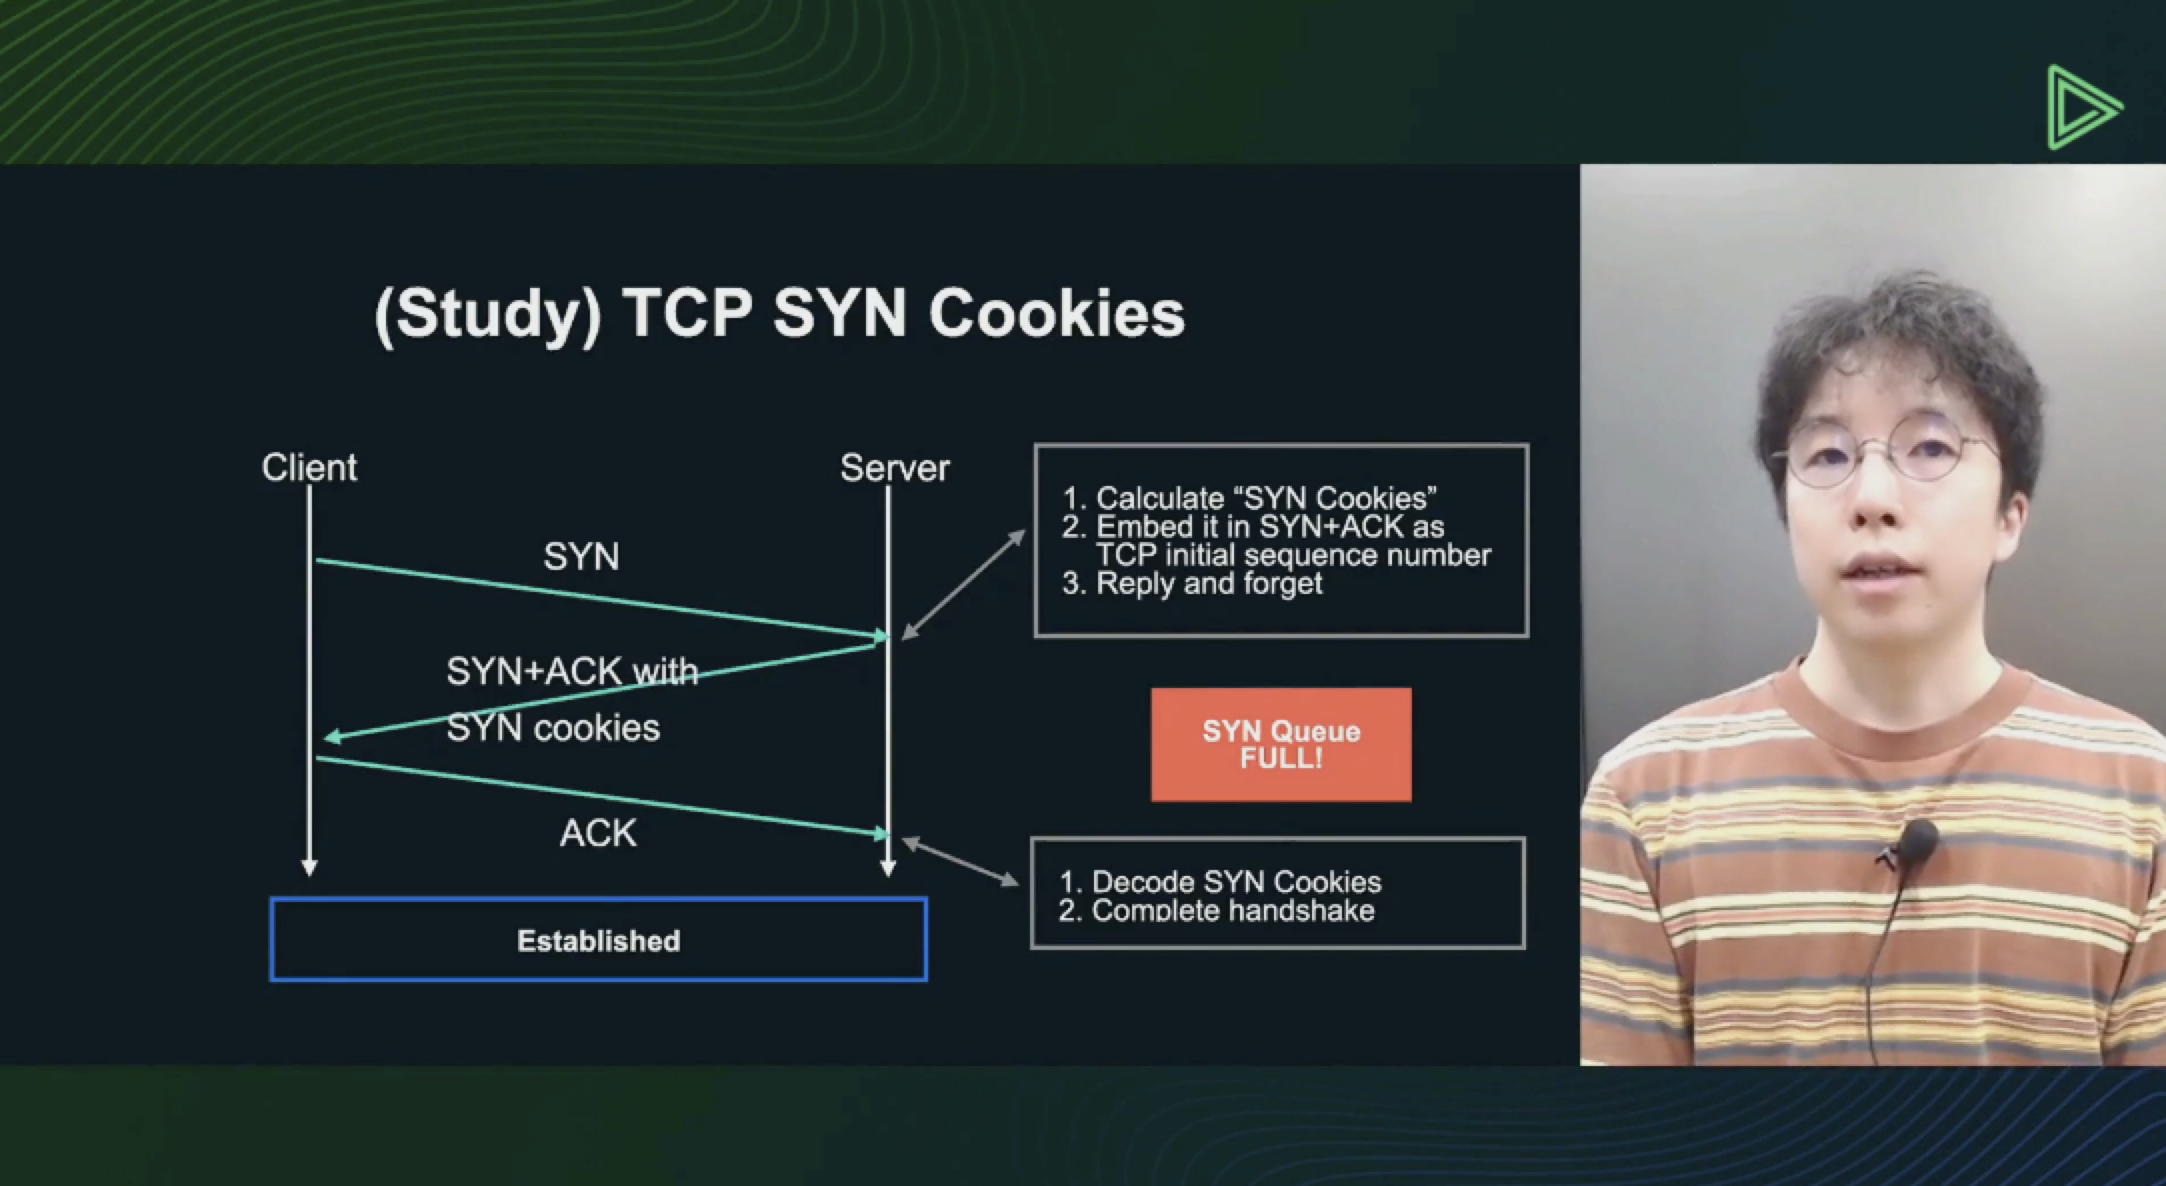 (Study) TCP SYN Cookies
Client
Server
SYN
SYN+ACK with
SYN cookies
ACK
Established
1. Calculate “SYN Cookies”
2. Embed it in SYN+ACK as
TCP initial sequence number
3. Reply and forget
SYN Queue
FULL!
1. Decode SYN Cookies
2. Complete handshake